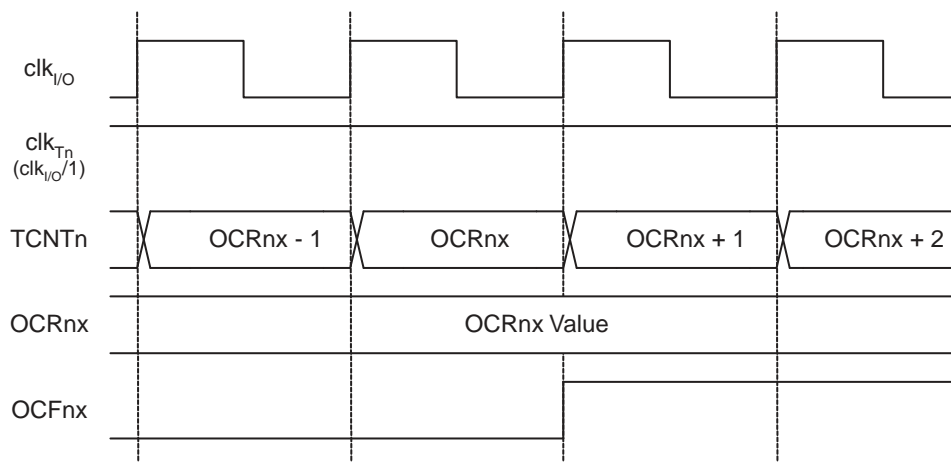 clkI/O
clkTn
(clkI/O/1)
TCNTn
OCRnx - 1
OCRnx
OCRnx + 1
OCRnx + 2
OCRnx
OCRnx Value
OCFnx